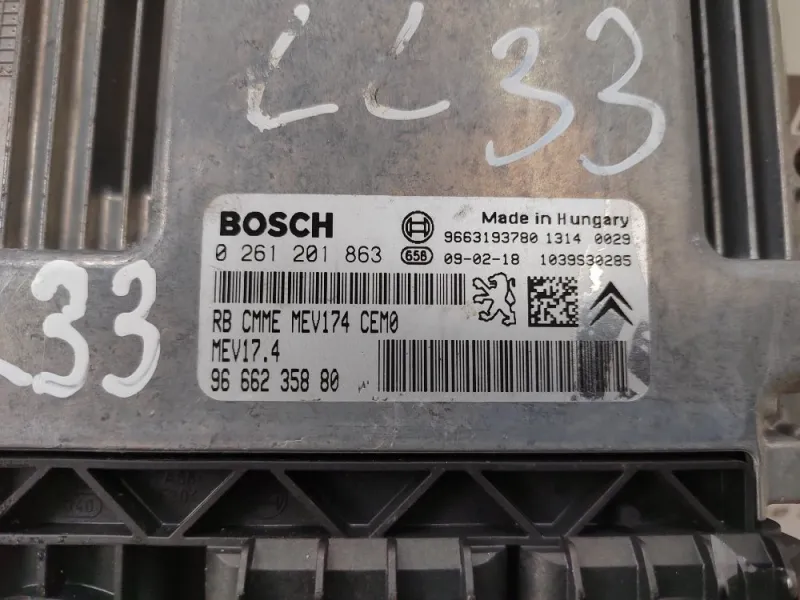 LL33
33
BOSCH
Made in Hungary
9663193780 1314 0029
0 261 201 863
658
09-02-18 1039S30285
RB CMME MEV174 CEM0
MEV17.4
96 662 358 80